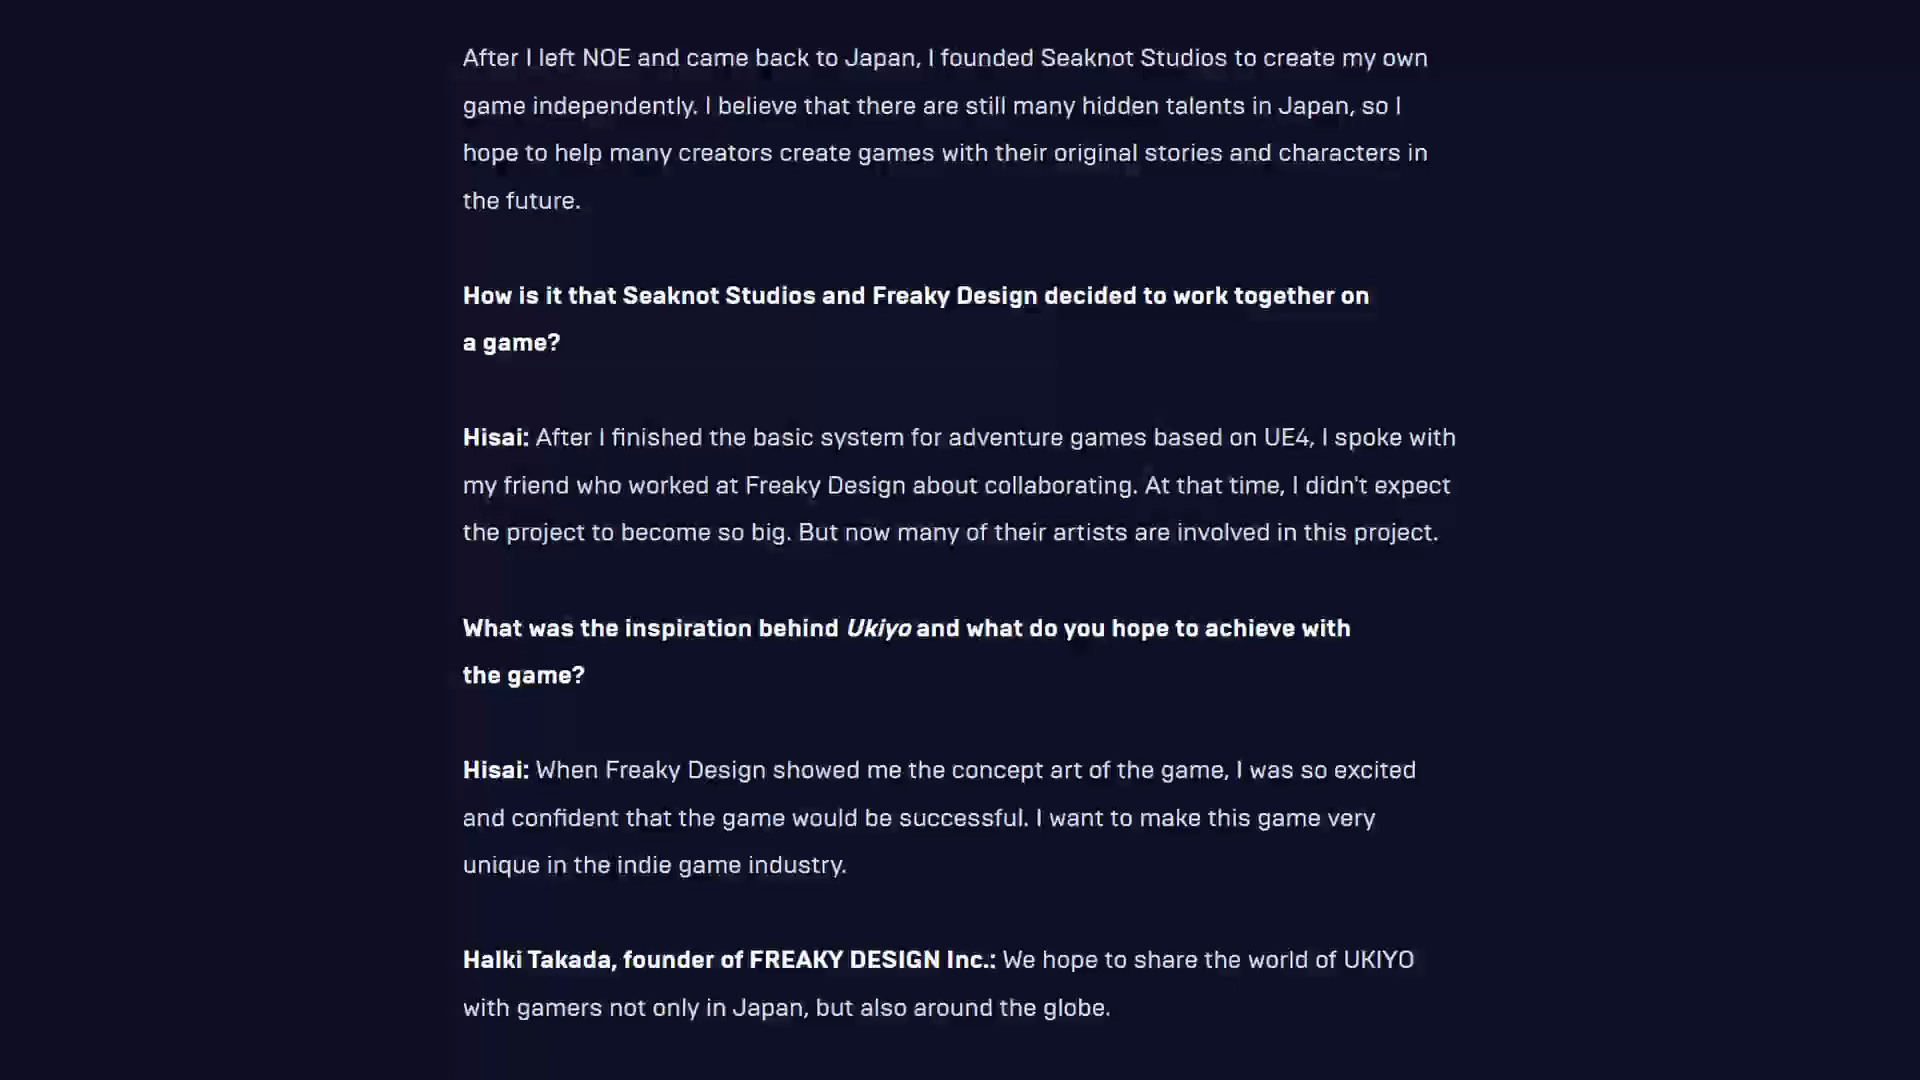 After I left NOE and came back to Japan, I founded Seaknot Studios to create my own
game independently. I believe that there are still many hidden talents in Japan, so I
hope to help many creators create games with their original stories and characters in
the future.
How is it that Seaknot Studios and Freaky Design decided to work together on
a game?
Hisai: After I finished the basic system for adventure games based on UE4, I spoke with
my friend who worked at Freaky Design about collaborating. At that time, I didn't expect
the project to become so big. But now many of their artists are involved in this project.
What was the inspiration behind Ukiyo and what do you hope to achieve with
the game?
Hisai: When Freaky Design showed me the concept art of the game, I was so excited
and confident that the game would be successful. I want to make this game very
unique in the indie game industry.
Halki Takada, founder of FREAKY DESIGN Inc.: We hope to share the world of UKIYO
with gamers not only in Japan, but also around the globe.